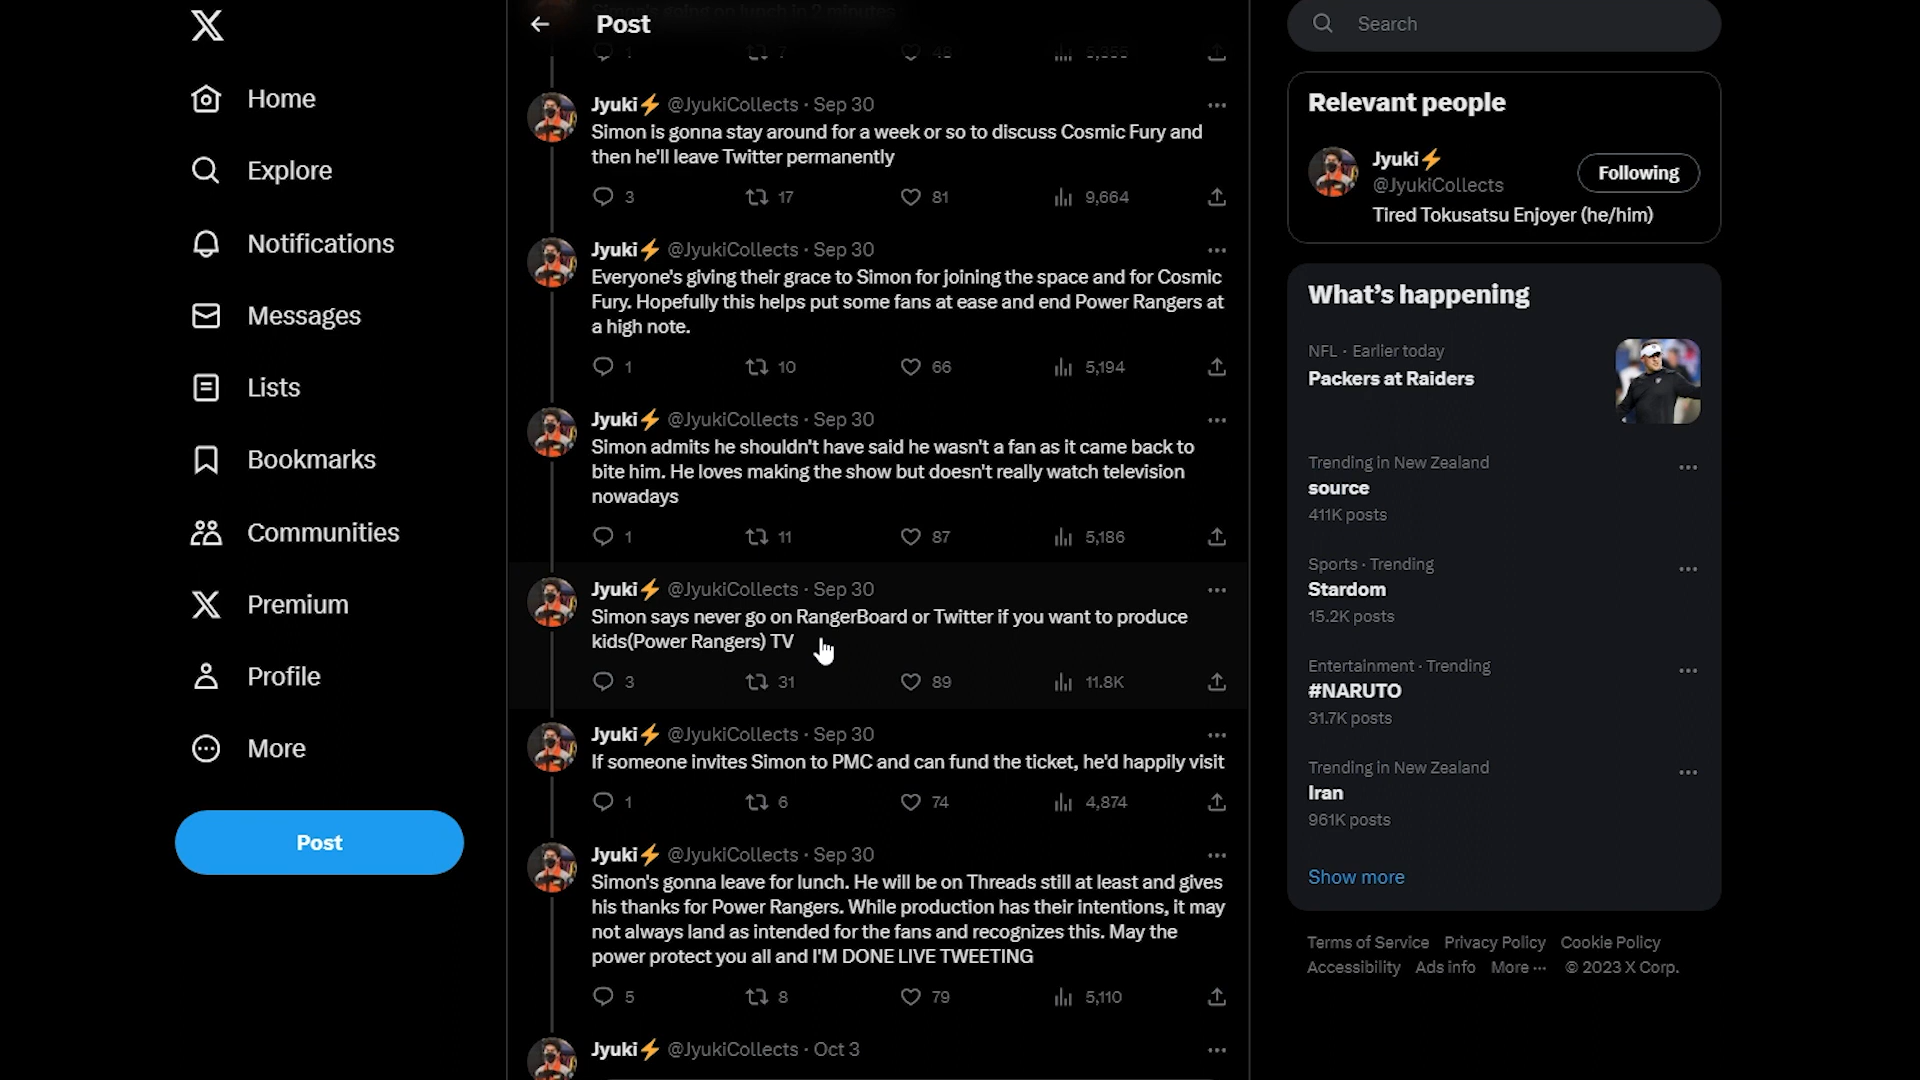 Home
Explore
Notifications
Messages
Lists
Bookmarks
Communities
Premium
Profile
More
Post
Simon's going on lunch in 2 minutes
Post
1 7 48 5,355
Jyuki⚡ @JyukiCollects · Sep 30
Simon is gonna stay around for a week or so to discuss Cosmic Fury and
then he'll leave Twitter permanently
3 17 81 9,664
Jyuki⚡ @JyukiCollects · Sep 30
Everyone's giving their grace to Simon for joining the space and for Cosmic
Fury. Hopefully this helps put some fans at ease and end Power Rangers at
a high note.
1 10 66 5,194
Jyuki⚡ @JyukiCollects · Sep 30
Simon admits he shouldn't have said he wasn't a fan as it came back to
bite him. He loves making the show but doesn't really watch television
nowadays
1 11 87 5,186
Jyuki⚡ @JyukiCollects · Sep 30
Simon says never go on RangerBoard or Twitter if you want to produce
kids(Power Rangers) TV
3 31 89 11.8K
Jyuki⚡ @JyukiCollects · Sep 30
If someone invites Simon to PMC and can fund the ticket, he'd happily visit
1 6 74 4,874
Jyuki⚡ @JyukiCollects · Sep 30
Simon's gonna leave for lunch. He will be on Threads still at least and gives
his thanks for Power Rangers. While production has their intentions, it may
not always land as intended for the fans and recognizes this. May the
power protect you all and I'M DONE LIVE TWEETING
5 8 79 5,110
Jyuki⚡ @JyukiCollects · Oct 3
Search
Relevant people
Jyuki⚡
@JyukiCollects
Following
Tired Tokusatsu Enjoyer (he/him)
What's happening
NFL · Earlier today
Packers at Raiders
Trending in New Zealand
source
411K posts
Sports · Trending
Stardom
15.2K posts
Entertainment · Trending
#NARUTO
31.7K posts
Trending in New Zealand
Iran
961K posts
Show more
Terms of Service Privacy Policy Cookie Policy
Accessibility Ads info More ··· © 2023 X Corp.